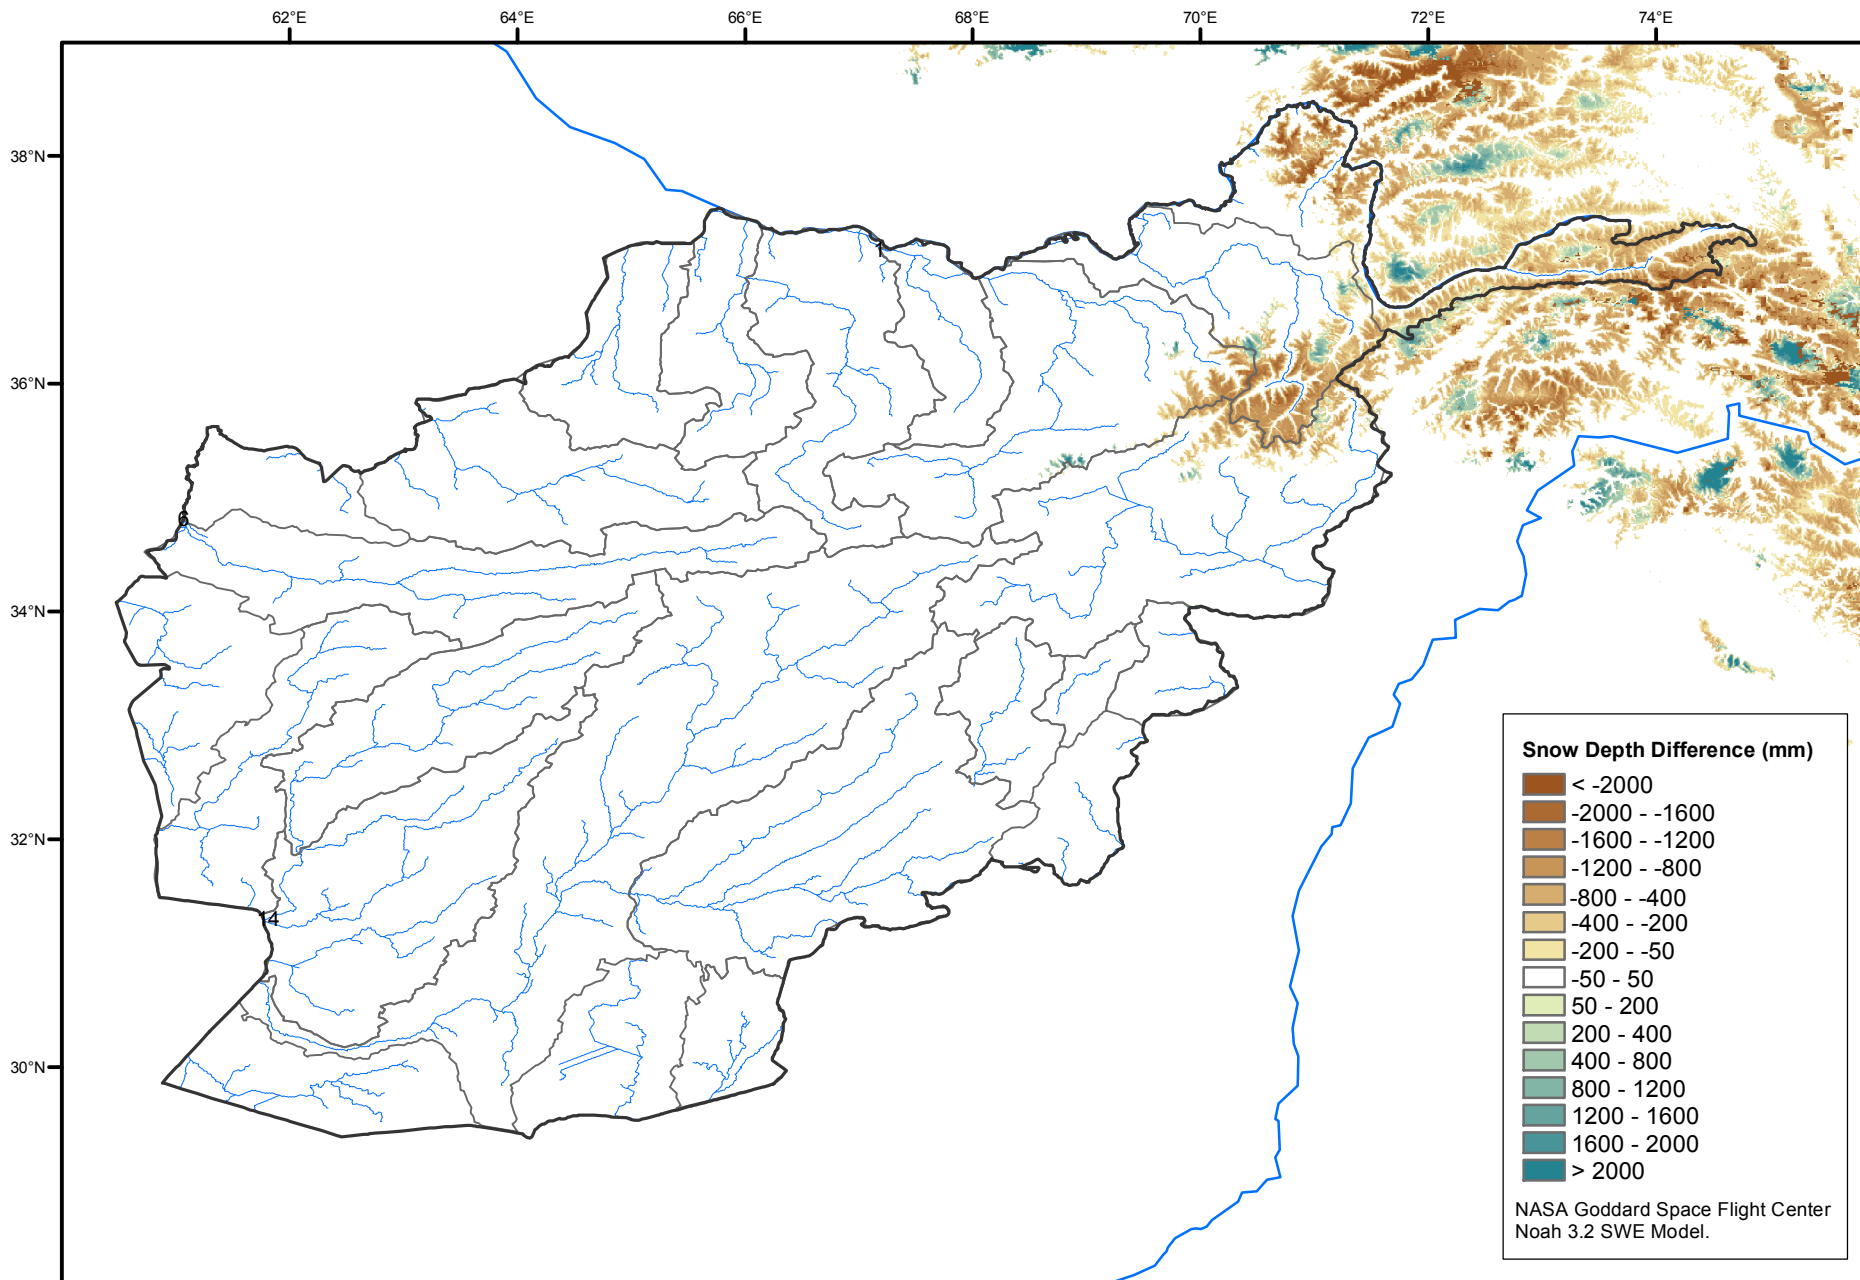 62°E 64°E 66°E 68°E 70°E 72°E 74°E
38°N
1
36°N
6
34°N
32°N
14
30°N
Snow Depth Difference (mm)
< -2000
-2000 - -1600
-1600 - -1200
-1200 - -800
-800 - -400
-400 - -200
-200 - -50
-50 - 50
50 - 200
200 - 400
400 - 800
800 - 1200
1200 - 1600
1600 - 2000
> 2000
NASA Goddard Space Flight Center
Noah 3.2 SWE Model.